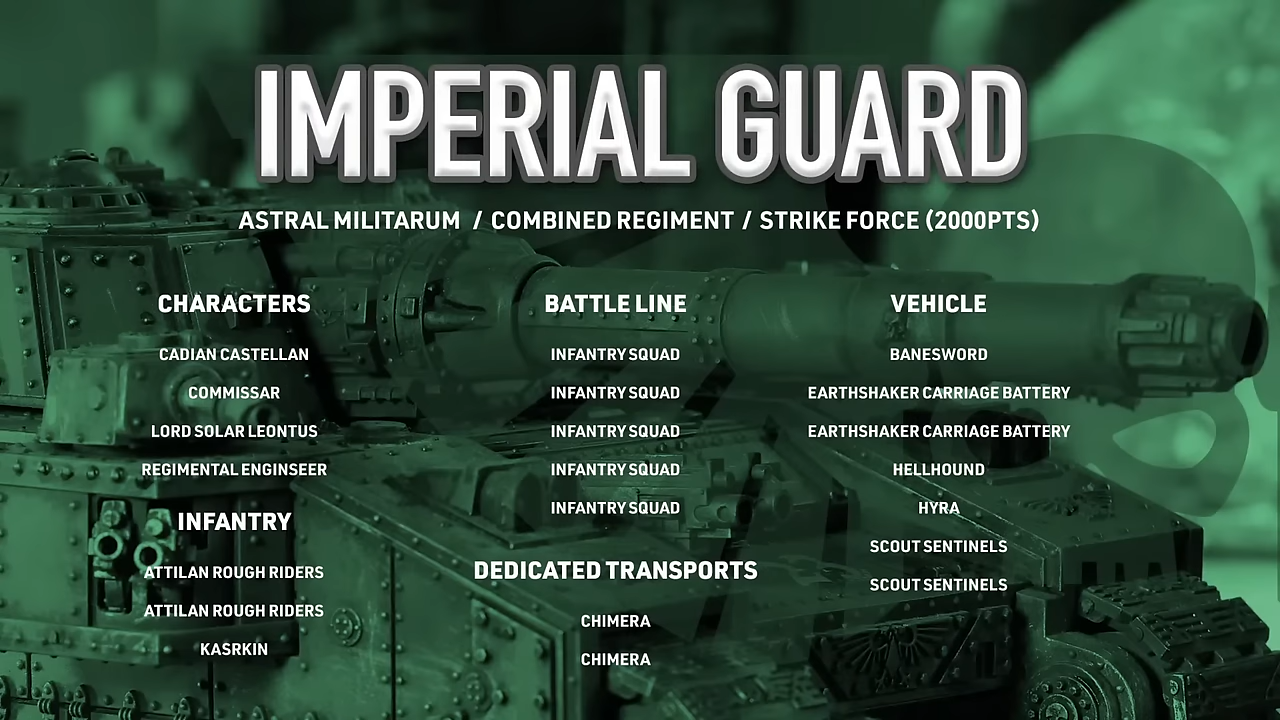 IMPERIAL GUARD
ASTRAL MILITARUM / COMBINED REGIMENT / STRIKE FORCE (2000PTS)
CHARACTERS
CADIAN CASTELLAN
COMMISSAR
LORD SOLAR LEONTUS
REGIMENTAL ENGINSEER
INFANTRY
ATTILAN ROUGH RIDERS
ATTILAN ROUGH RIDERS
KASRKIN
BATTLE LINE
INFANTRY SQUAD
INFANTRY SQUAD
INFANTRY SQUAD
INFANTRY SQUAD
INFANTRY SQUAD
DEDICATED TRANSPORTS
CHIMERA
CHIMERA
VEHICLE
BANESWORD
EARTHSHAKER CARRIAGE BATTERY
EARTHSHAKER CARRIAGE BATTERY
HELLHOUND
HYRA
SCOUT SENTINELS
SCOUT SENTINELS